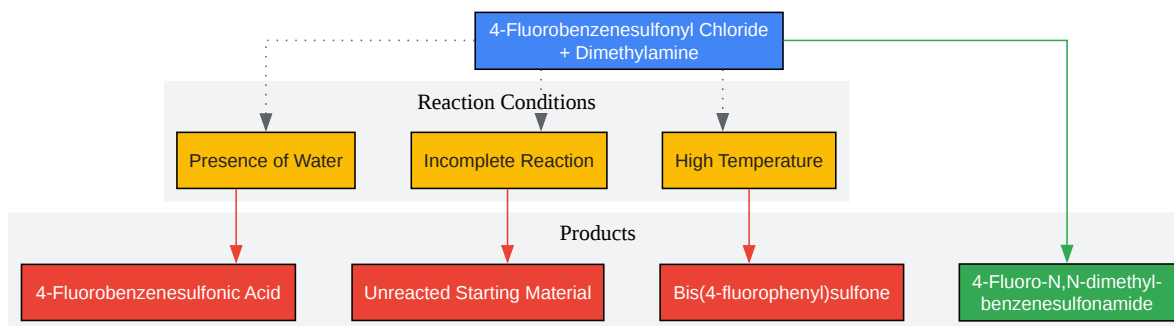 4-Fluorobenzenesulfonyl Chloride
+ Dimethylamine
Reaction Conditions
Presence of Water
Incomplete Reaction
High Temperature
Products
4-Fluorobenzenesulfonic Acid
Unreacted Starting Material
Bis(4-fluorophenyl)sulfone
4-Fluoro-N,N-dimethyl-
benzenesulfonamide